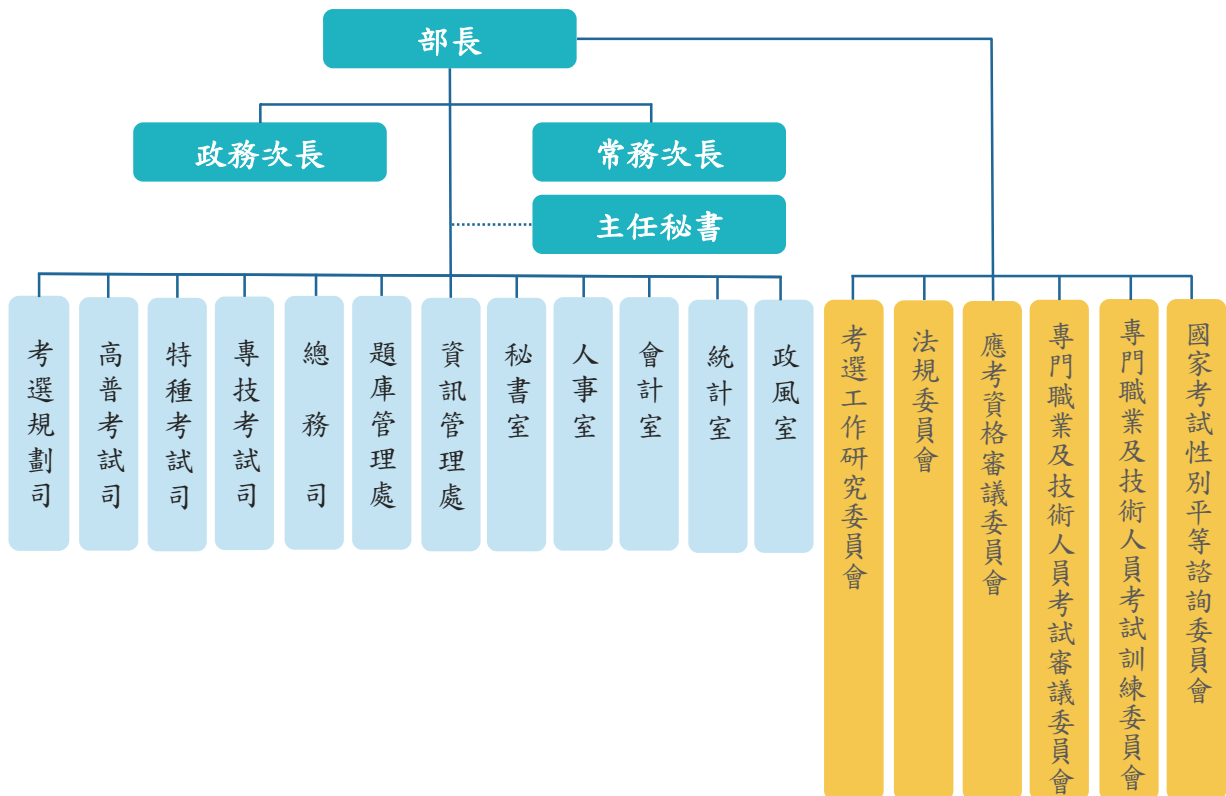 部長
政務次長
常務次長
主任秘書
考選規劃司
高普考試司
特種考試司
專技考試司
總務司
題庫管理處
資訊管理處
秘書室
人事室
會計室
統計室
政風室
考選工作研究委員會
法規委員會
應考資格審議委員會
專門職業及技術人員考試審議委員會
專門職業及技術人員考試訓練委員會
國家考試性別平等諮詢委員會